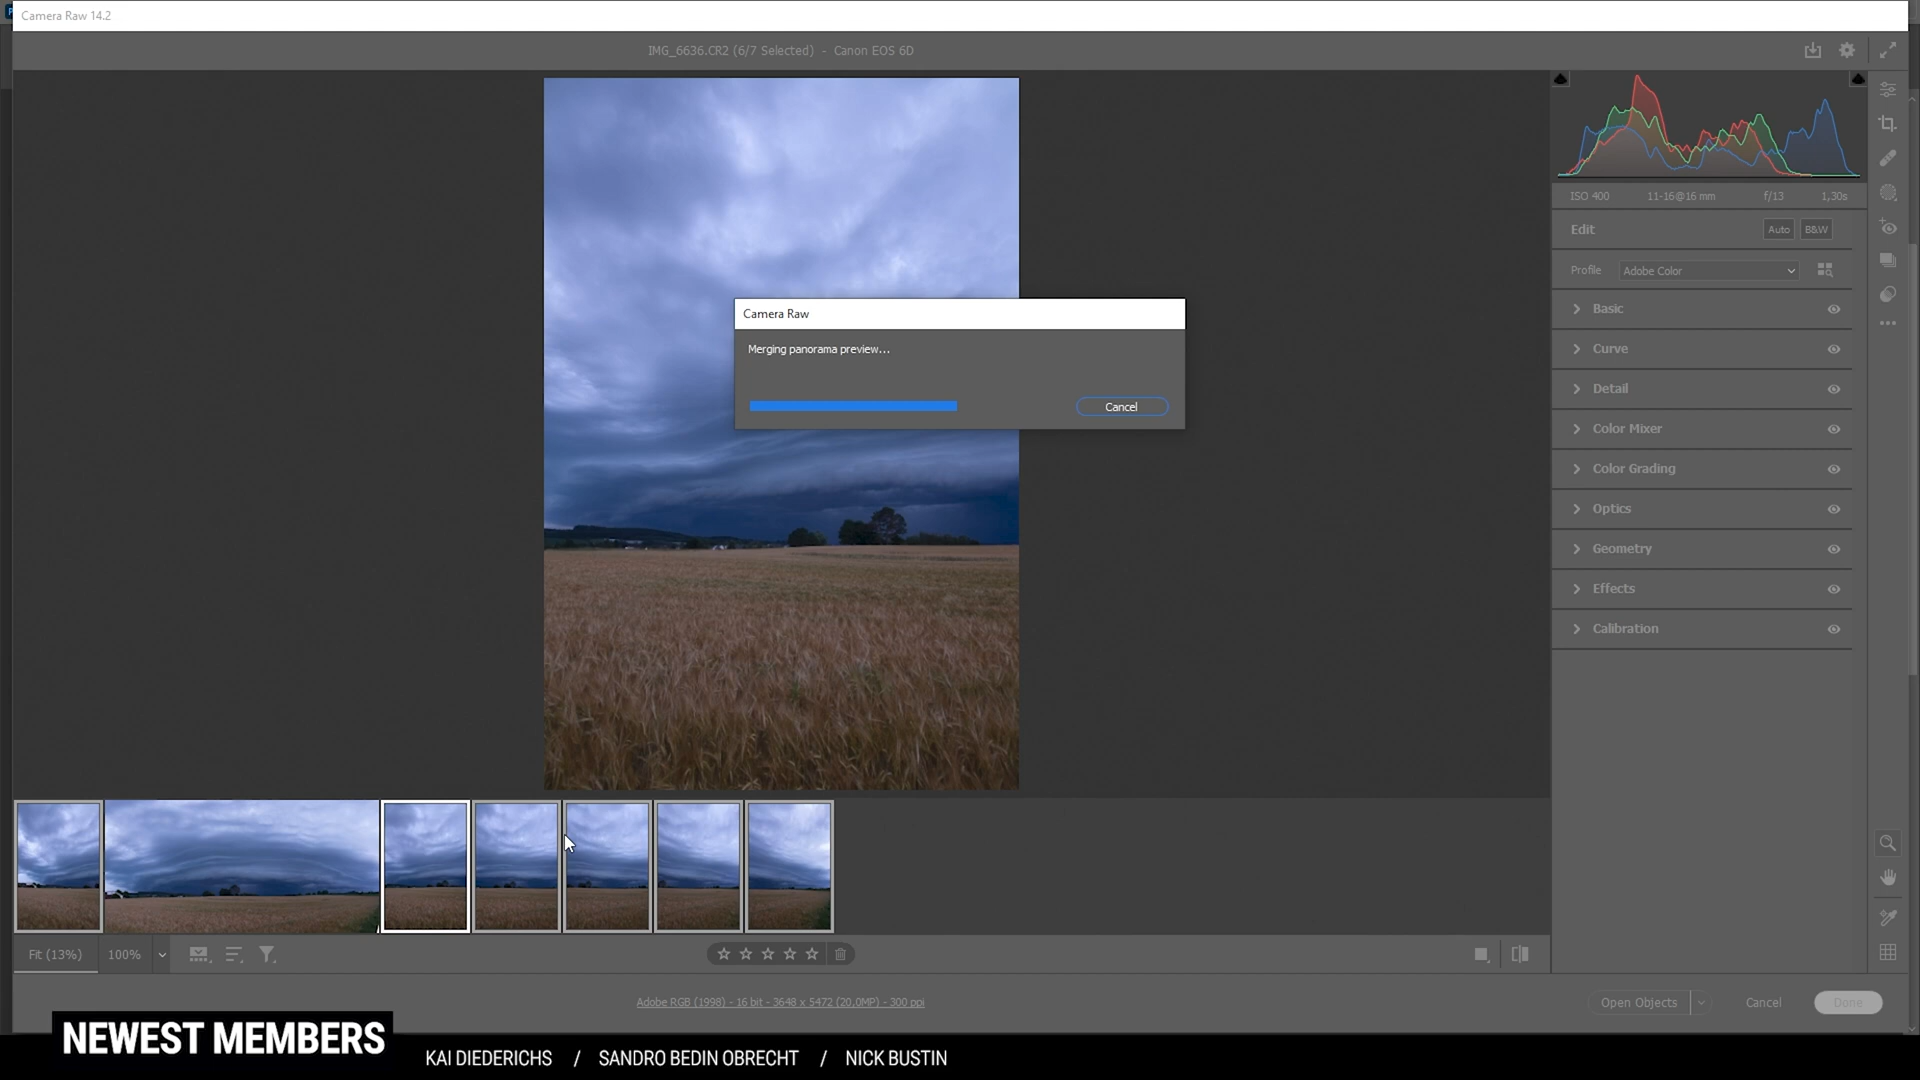 Camera Raw 14.2
IMG_6636.CR2 (6/7 Selected) - Canon EOS 6D
ISO 400 11-16@16 mm f/13 1,30s
Edit Auto B&W
Profile Adobe Color
Basic
Curve
Detail
Color Mixer
Color Grading
Optics
Geometry
Effects
Calibration
Camera Raw
Merging panorama preview...
Cancel
Fit (13%) 100%
Adobe RGB (1998) - 16 bit - 3648 x 5472 (20,0MP) - 300 ppi
Open Objects Cancel Done
NEWEST MEMBERS
KAI DIEDERICHS / SANDRO BEDIN OBRECHT / NICK BUSTIN